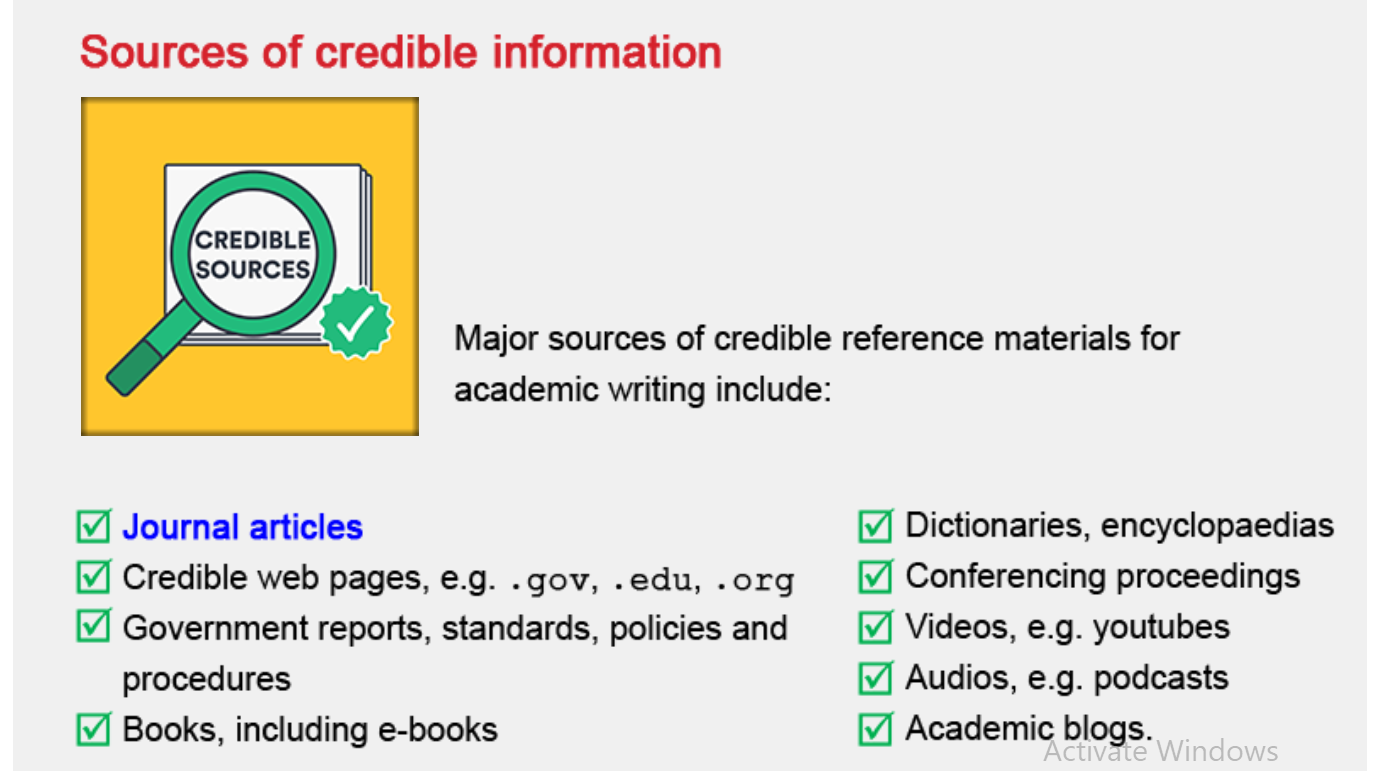 Sources of credible information
CREDIBLE
SOURCES
Major sources of credible reference materials for
academic writing include:
Journal articles
Credible web pages, e.g. .gov, .edu, .org
Government reports, standards, policies and
procedures
Books, including e-books
Dictionaries, encyclopaedias
Conferencing proceedings
Videos, e.g. youtubes
Audios, e.g. podcasts
Academic blogs.
Activate Windows